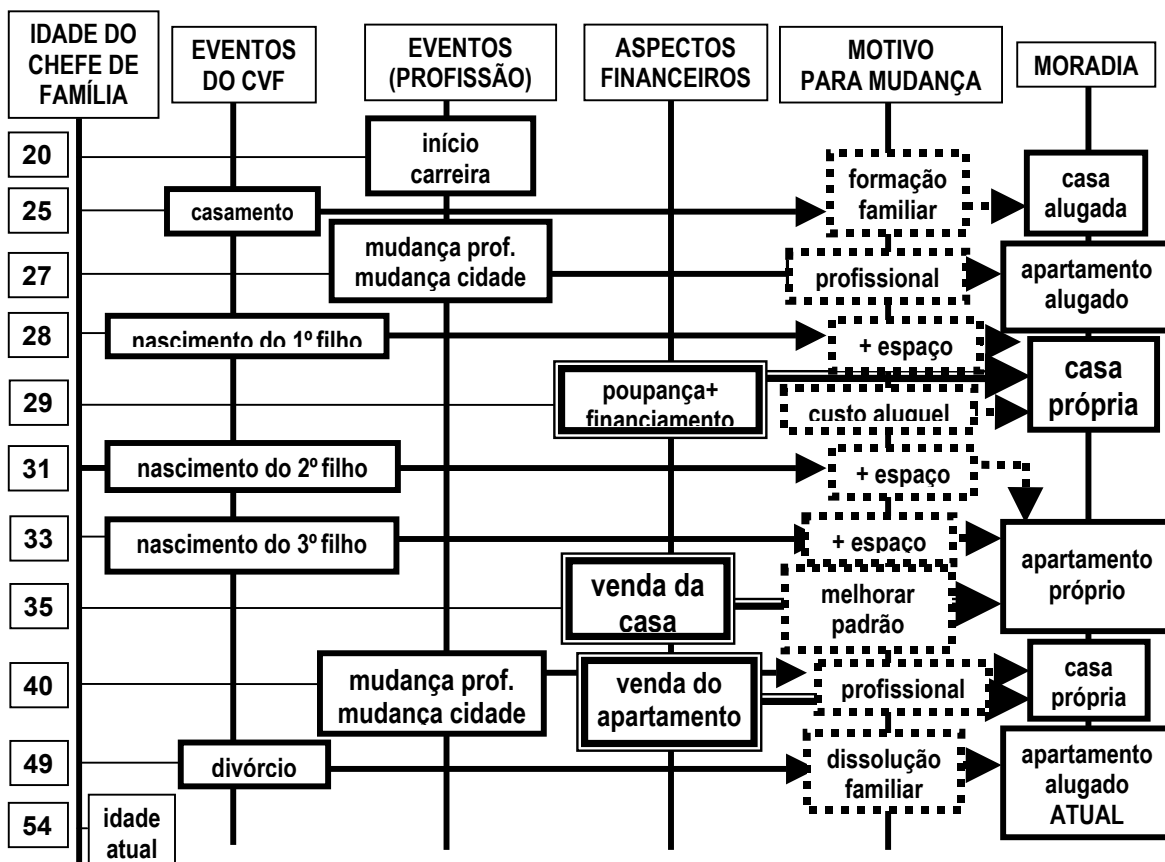 IDADE DO
CHEFE DE
FAMÍLIA
EVENTOS
DO CVF
EVENTOS
(PROFISSÃO)
ASPECTOS
FINANCEIROS
MOTIVO
PARA MUDANÇA
MORADIA
20
início
carreira
25
casamento
formação
familiar
casa
alugada
27
mudança prof.
mudança cidade
profissional
apartamento
alugado
28
nascimento do 1º filho
+ espaço
29
poupança+
financiamento
custo aluguel
casa
própria
31
nascimento do 2º filho
+ espaço
33
nascimento do 3º filho
+ espaço
apartamento
próprio
35
venda da
casa
melhorar
padrão
40
mudança prof.
mudança cidade
venda do
apartamento
profissional
casa
própria
49
divórcio
dissolução
familiar
apartamento
alugado
ATUAL
54
idade
atual